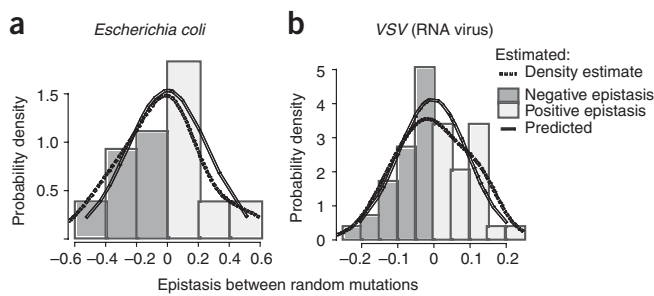 a
Escherichia coli
Probability density
1.5
1.0
0.5
–0.6 –0.4 –0.2 0 0.2 0.4 0.6
b
VSV (RNA virus)
Probability density
5
4
3
2
1
0
–0.2 –0.1 0 0.1 0.2
Estimated:
Density estimate
Negative epistasis
Positive epistasis
Predicted
Epistasis between random mutations